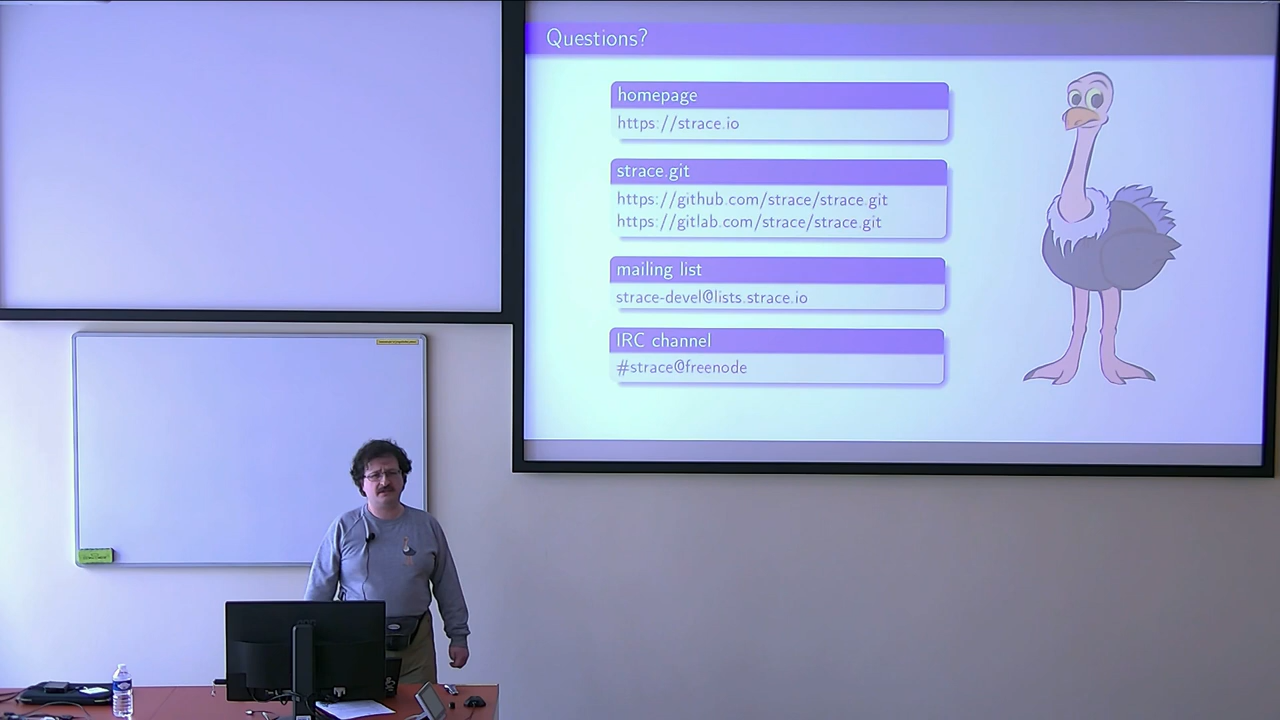 Questions?
homepage
https://strace.io
strace.git
https://github.com/strace/strace.git
https://gitlab.com/strace/strace.git
mailing list
strace-devel@lists.strace.io
IRC channel
#strace@freenode